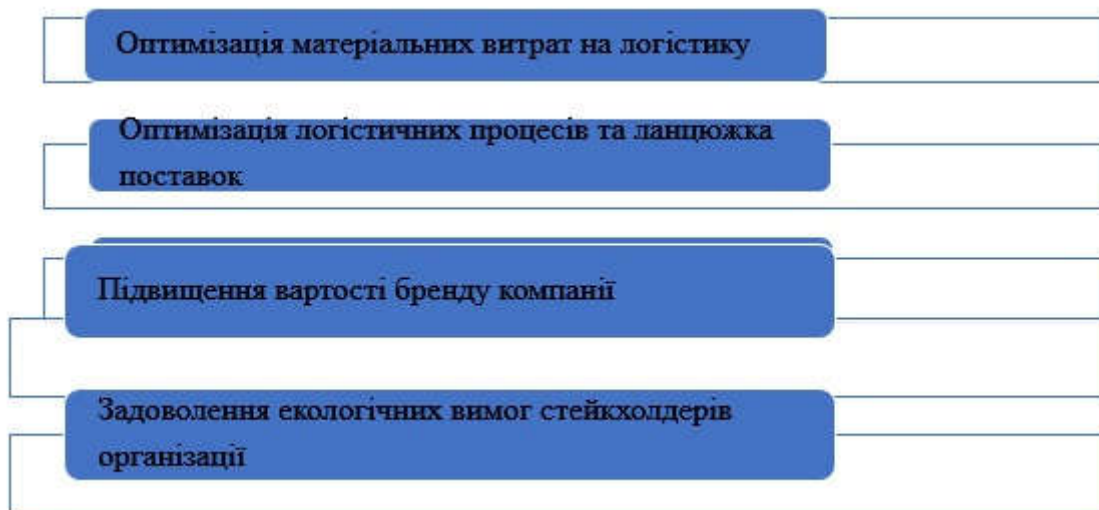 Оптимізація матеріальних витрат на логістику
Оптимізація логістичних процесів та ланцюжка
поставок
Підвищення вартості бренду компанії
Задоволення екологічних вимог стейкхолдерів
організації